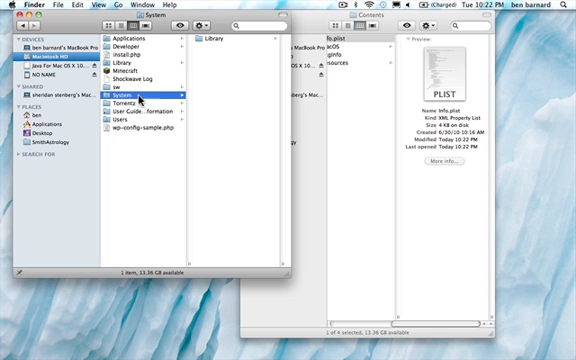 Finder File Edit View Go Window Help
(Charged) Tue 10:22 PM ben barnard
System
Contents
DEVICES
ben barnard's MacBook Pro
Macintosh HD
Java For Mac OS X 10....
NO NAME
SHARED
sheridan stenberg's Mac...
PLACES
ben
Applications
Desktop
SmithAstrology
SEARCH FOR
Applications
Developer
install.php
Library
Minecraft
Shockwave Log
sw
System
Torrentz
User Guide...formation
Users
wp-config-sample.php
Library
1 item, 13.36 GB available
nfo.plist
acOS
kgInfo
esources
Preview:
PLIST
Name Info.plist
Kind XML Property List
Size 4 KB on disk
Created 6/30/10 10:16 AM
Modified Today 10:22 PM
Last opened Today 10:22 PM
More info...
1 of 4 selected, 13.36 GB available